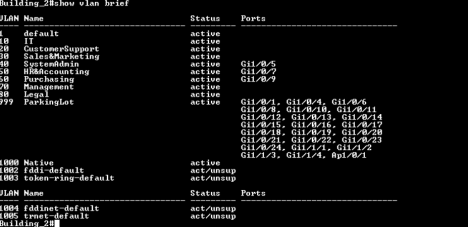 Building_2#show vlan brief
VLAN Name Status Ports
1 default active
10 IT active
20 CustomerSupport active
30 Sales&Marketing active
40 SystemAdmin active Gi1/0/5
50 HR&Accounting active Gi1/0/7
60 Purchasing active Gi1/0/9
70 Management active
80 Legal active
999 ParkingLot active Gi1/0/1, Gi1/0/4, Gi1/0/6
Gi1/0/8, Gi1/0/10, Gi1/0/11
Gi1/0/12, Gi1/0/13, Gi1/0/14
Gi1/0/15, Gi1/0/16, Gi1/0/17
Gi1/0/18, Gi1/0/19, Gi1/0/20
Gi1/0/21, Gi1/0/22, Gi1/0/23
Gi1/0/24, Gi1/1/1, Gi1/1/2
Gi1/1/3, Gi1/1/4, Ap1/0/1
1000 Native active
1002 fddi-default act/unsup
1003 token-ring-default act/unsup
VLAN Name Status Ports
1004 fddinet-default act/unsup
1005 trnet-default act/unsup
Building_2#